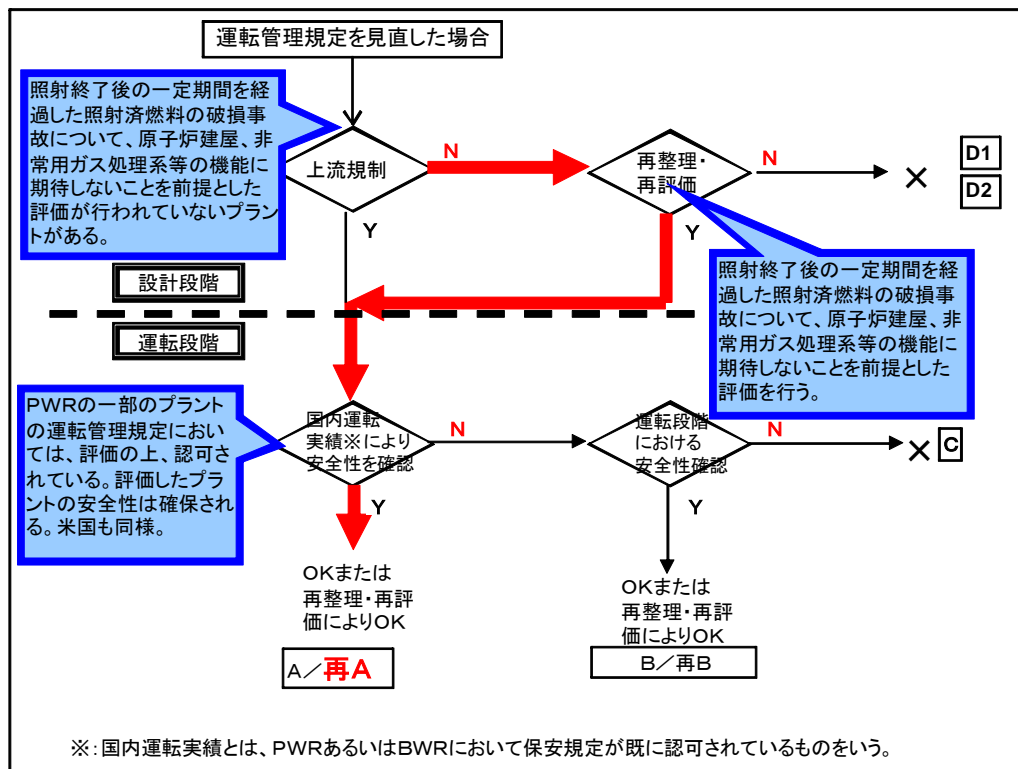 運転管理規定を見直した場合
照射終了後の一定期間を経
過した照射済燃料の破損事
故について、原子炉建屋、非
常用ガス処理系等の機能に
期待しないことを前提とした
評価が行われていないプラン
トがある。
上流規制
N
Y
再整理・
再評価
N
Y
×
D1
D2
設計段階
運転段階
照射終了後の一定期間を経
過した照射済燃料の破損事
故について、原子炉建屋、非
常用ガス処理系等の機能に
期待しないことを前提とした
評価を行う。
PWRの一部のプラント
の運転管理規定におい
ては、評価の上、認可さ
れている。評価したプラ
ントの安全性は確保され
る。米国も同様。
国内運転
実績※により
安全性を確認
N
Y
運転段階
における
安全性確認
N
Y
×
C
OKまたは
再整理・再評
価によりOK
A/再A
OKまたは
再整理・再評
価によりOK
B/再B
※:国内運転実績とは、PWRあるいはBWRにおいて保安規定が既に認可されているものをいう。